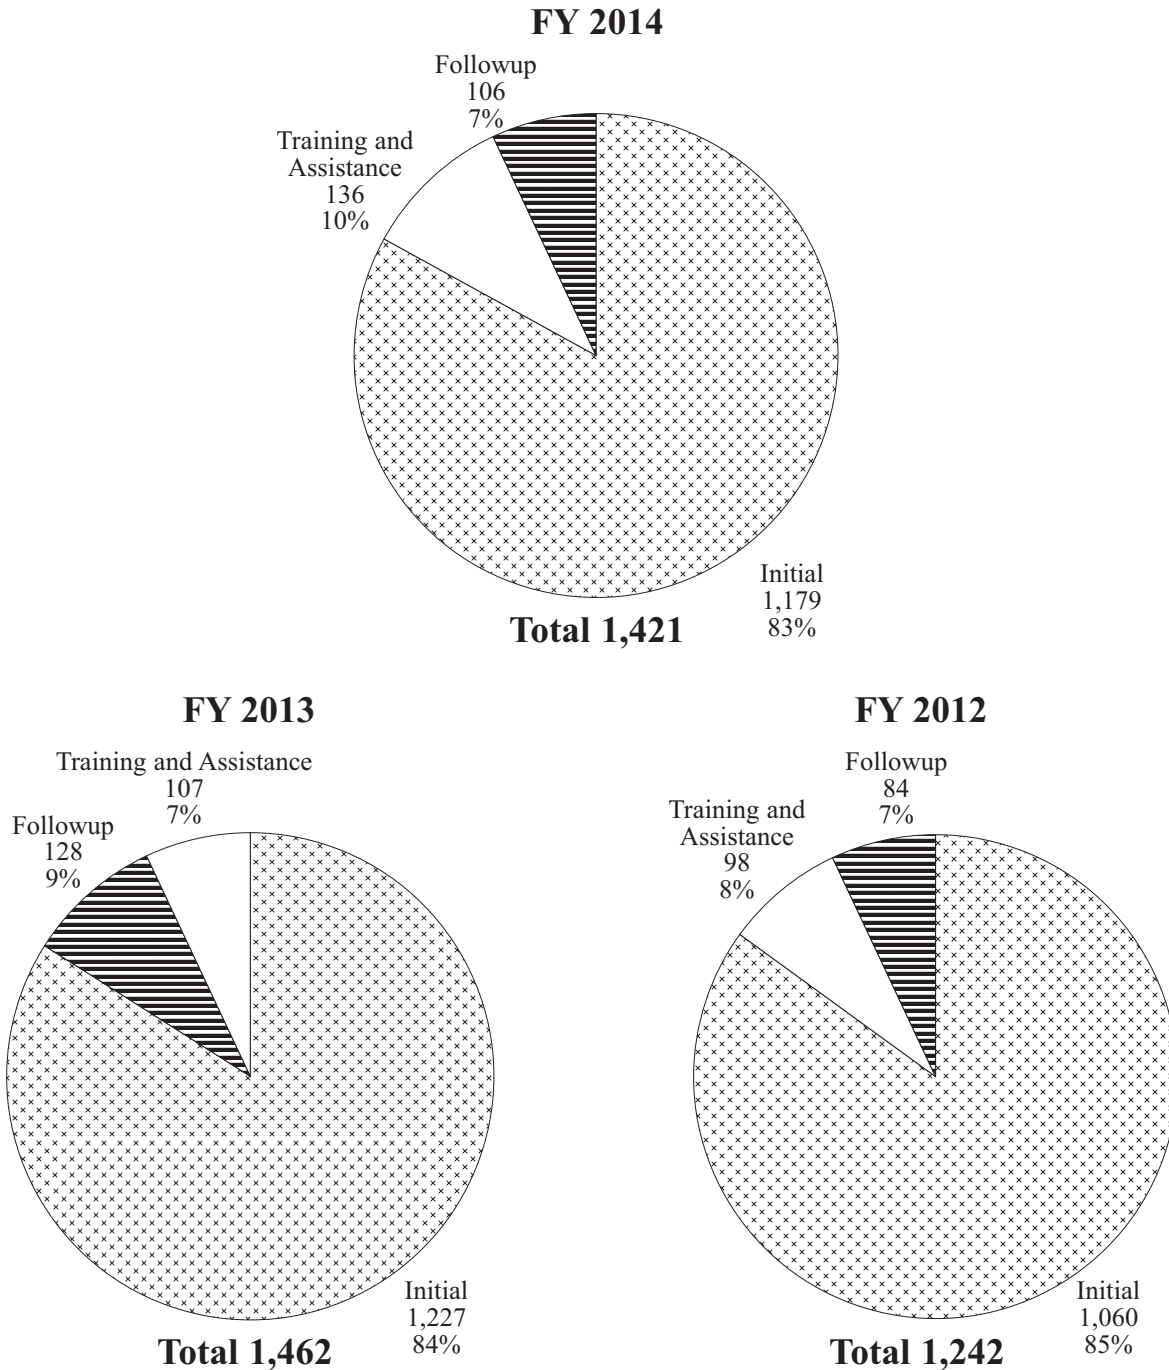 FY 2014
Followup
106
7%
Training and
Assistance
136
10%
Initial
1,179
83%
Total 1,421
FY 2013
Training and Assistance
107
7%
Followup
128
9%
Initial
1,227
84%
Total 1,462
FY 2012
Followup
84
7%
Training and
Assistance
98
8%
Initial
1,060
85%
Total 1,242